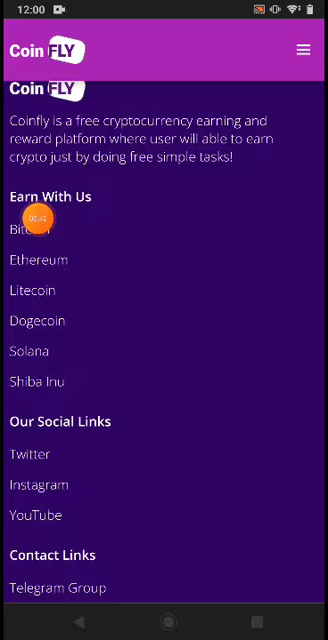 12:00
Coin FLY
Coin FLY
Coinfly is a free cryptocurrency earning and
reward platform where user will able to earn
crypto just by doing free simple tasks!
Earn With Us
Ethereum
Litecoin
Dogecoin
Solana
Shiba Inu
Our Social Links
Twitter
Instagram
YouTube
Contact Links
Telegram Group